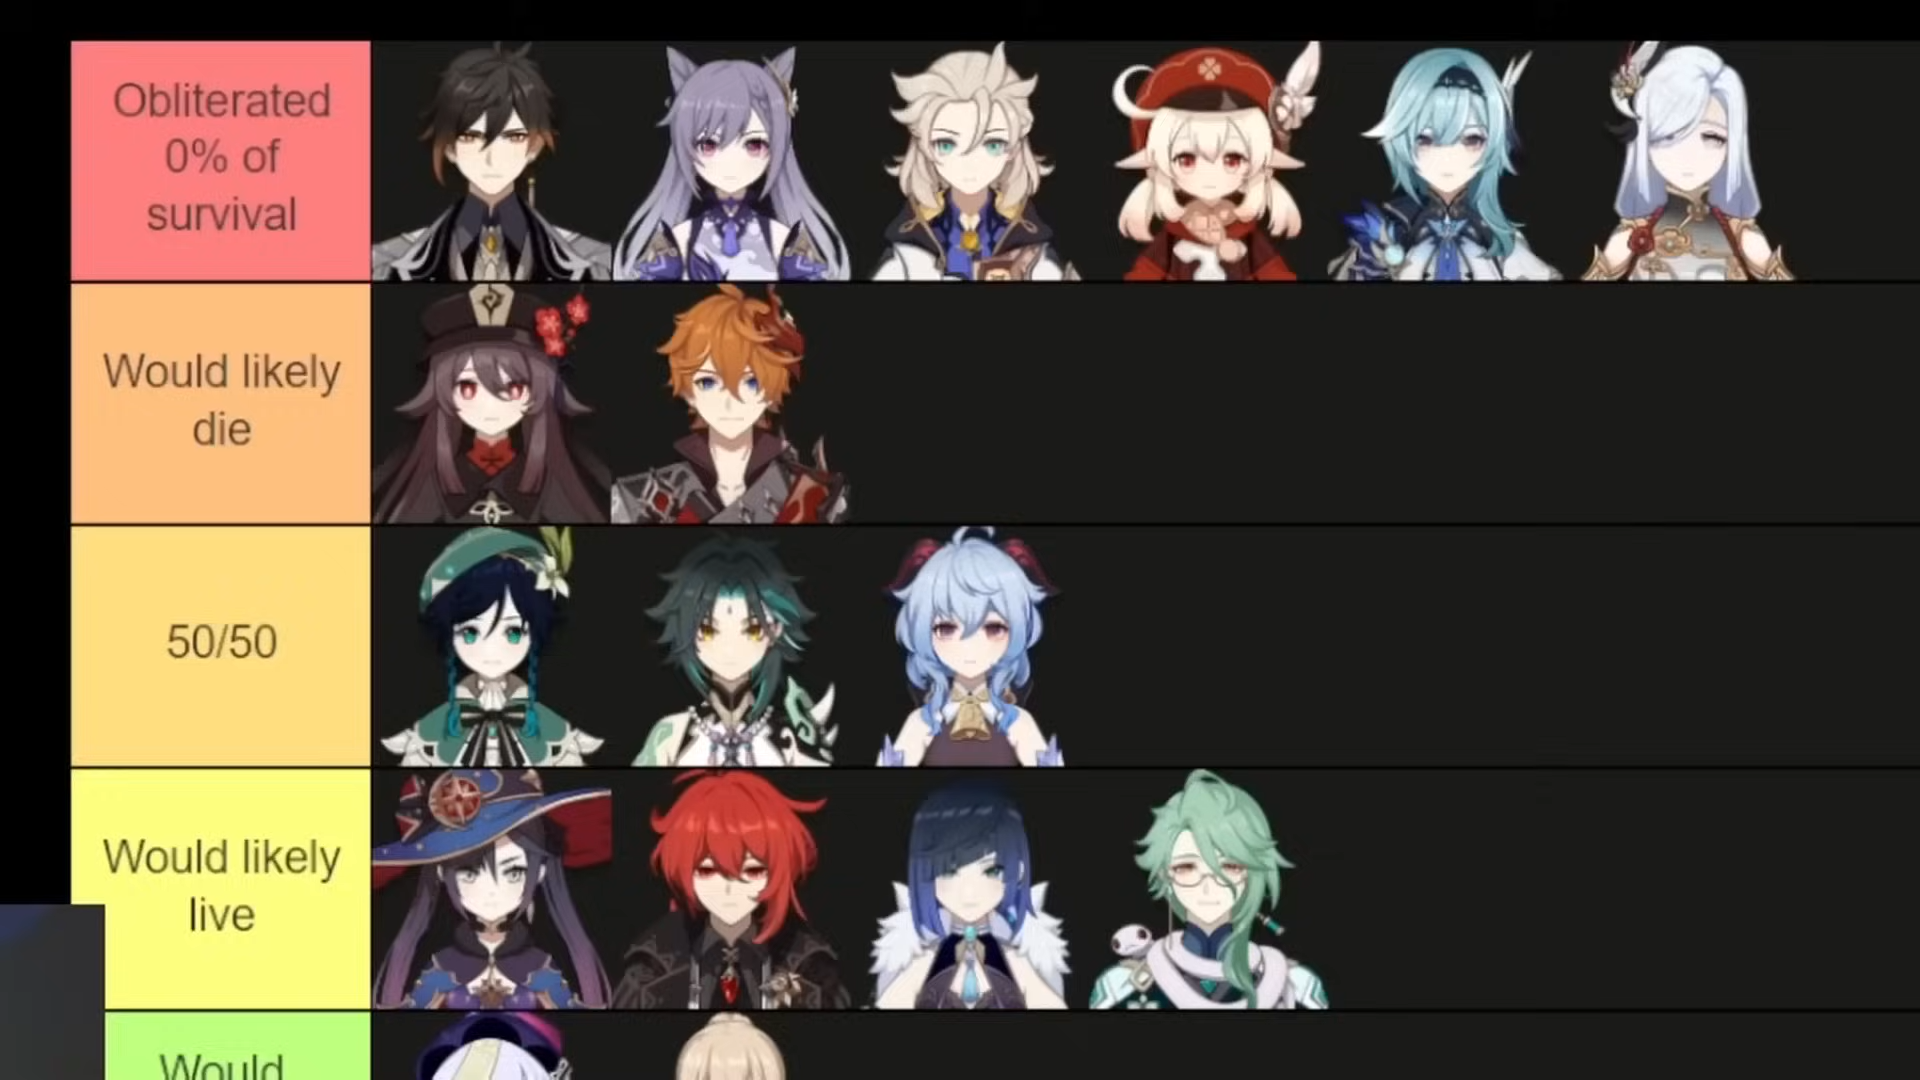 Obliterated
0% of
survival
Would likely
die
50/50
Would likely
live
Would